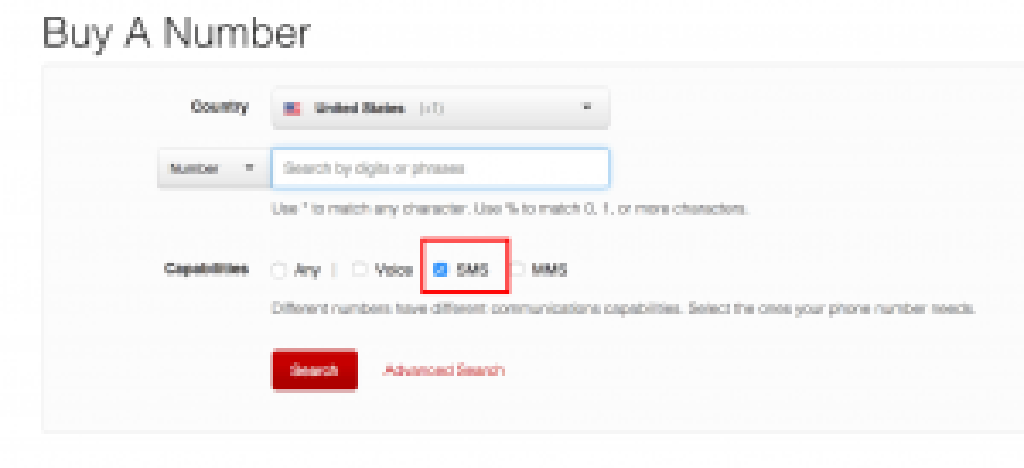 Buy A Number
Country United States (+1)
Number Search by digits or phrases
Use * to match any character. Use % to match 0, 1, or more characters.
Capabilities Any | Voice SMS MMS
Different numbers have different communications capabilities. Select the ones your phone number needs.
Search Advanced Search